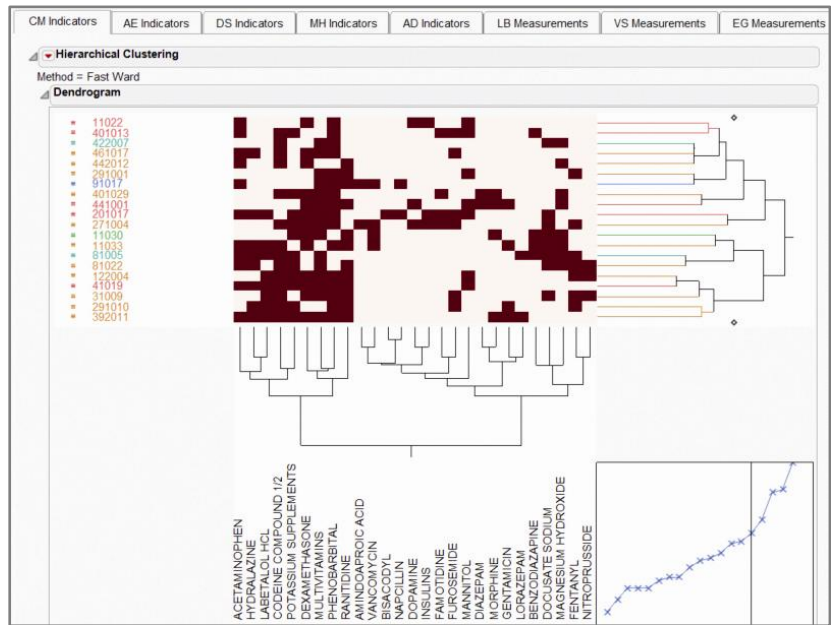 CM Indicators
AE Indicators
DS Indicators
MH Indicators
AD Indicators
LB Measurements
VS Measurements
EG Measurements
Hierarchical Clustering
Method = Fast Ward
Dendrogram
11022
401013
422007
461017
442012
291001
91017
401029
441001
201017
271004
11030
11033
81005
81022
122004
41019
31009
291010
392011
ACETAMINOPHEN
HYDRALAZINE
LABETALOL HCL
CODEINE COMPOUND 1/2
POTASSIUM SUPPLEMENTS
DEXAMETHASONE
MULTIVITAMINS
PHENOBARBITAL
RANITIDINE
AMINDOAPROIC ACID
VANCOMYCIN
BISACODYL
NAPCILLIN
DOPAMINE
INSULINS
FAMOTIDINE
FUROSEMIDE
MANNITOL
DIAZEPAM
MORPHINE
GENTAMICIN
LORAZEPAM
BENZODIAZAPINE
DOCUSATE SODIUM
MAGNESIUM HYDROXIDE
FENTANYL
NITROPRUSSIDE